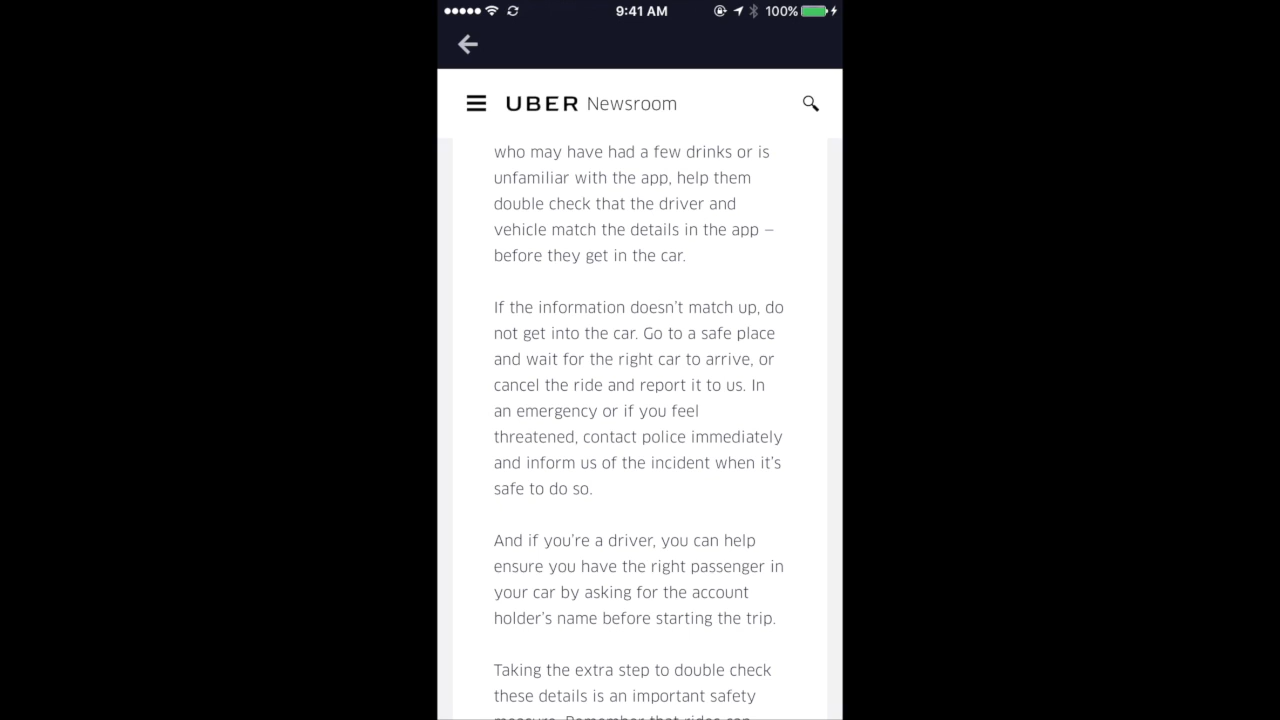 9:41 AM 100%
UBER Newsroom
who may have had a few drinks or is
unfamiliar with the app, help them
double check that the driver and
vehicle match the details in the app –
before they get in the car.
If the information doesn't match up, do
not get into the car. Go to a safe place
and wait for the right car to arrive, or
cancel the ride and report it to us. In
an emergency or if you feel
threatened, contact police immediately
and inform us of the incident when it's
safe to do so.
And if you're a driver, you can help
ensure you have the right passenger in
your car by asking for the account
holder's name before starting the trip.
Taking the extra step to double check
these details is an important safety
measure. Remember that rides can